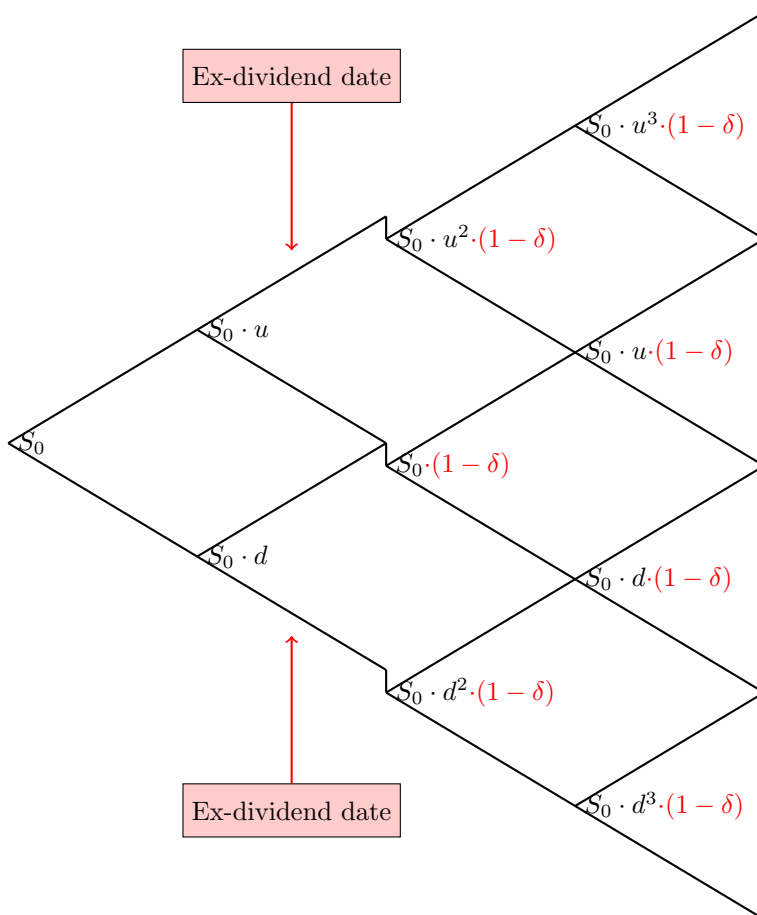 Ex-dividend date
S₀ · u³·(1 − δ)
S₀ · u²·(1 − δ)
S₀ · u
S₀ · u·(1 − δ)
S₀
S₀·(1 − δ)
S₀ · d
S₀ · d·(1 − δ)
S₀ · d²·(1 − δ)
S₀ · d³·(1 − δ)
Ex-dividend date